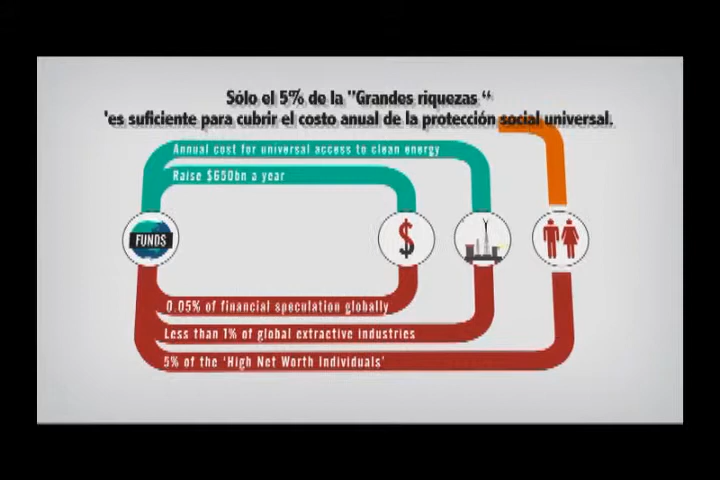 Sólo el 5% de la "Grandes riquezas “
'es suficiente para cubrir el costo anual de la protección social universal.
Annual cost for universal access to clean energy
Raise $650bn a year
FUNDS
$
0.05% of financial speculation globally
Less than 1% of global extractive industries
5% of the ‘High Net Worth Individuals’